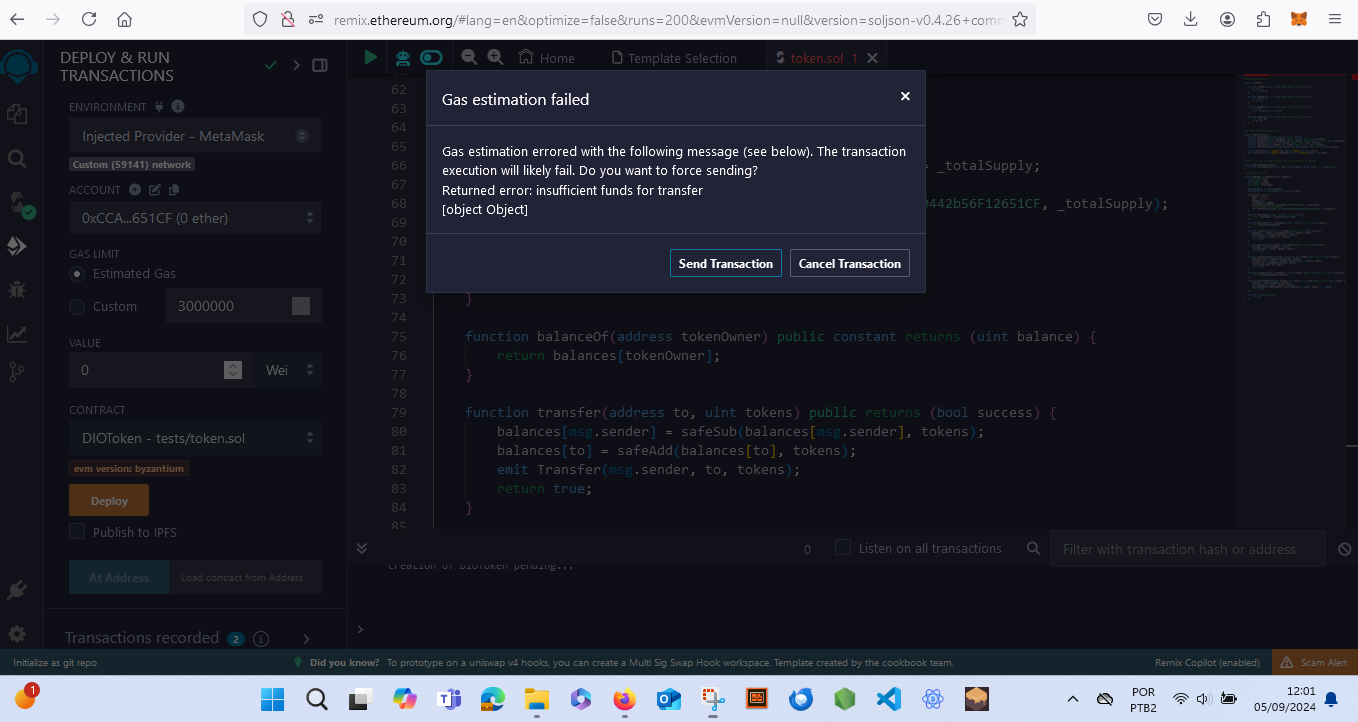 remix.ethereum.org/#lang=en&optimize=false&runs=200&evmVersion=null&version=soljson-v0.4.26+com
DEPLOY & RUN
TRANSACTIONS
ENVIRONMENT
Injected Provider - MetaMask
Custom (59141) network
ACCOUNT
0xCCA...651CF (0 ether)
GAS LIMIT
Estimated Gas
Custom
3000000
VALUE
0
Wei
CONTRACT
DIOToken - tests/token.sol
evm version: byzantium
Deploy
Publish to IPFS
At Address
Load contract from Address
Transactions recorded 2
Home
Template Selection
token.sol 1
Gas estimation failed
Gas estimation errored with the following message (see below). The transaction
execution will likely fail. Do you want to force sending?
Returned error: insufficient funds for transfer
[object Object]
Send Transaction
Cancel Transaction
62
63
64
65
66 = _totalSupply;
67
68 0442b56F12651CF, _totalSupply);
69
70
71
72
73 }
74
75 function balanceOf(address tokenOwner) public constant returns (uint balance) {
76 return balances[tokenOwner];
77 }
78
79 function transfer(address to, uint tokens) public returns (bool success) {
80 balances[msg.sender] = safeSub(balances[msg.sender], tokens);
81 balances[to] = safeAdd(balances[to], tokens);
82 emit Transfer(msg.sender, to, tokens);
83 return true;
84 }
85
0
Listen on all transactions
Filter with transaction hash or address
creation of DIOToken pending...
>
Initialize as git repo
Did you know? To prototype on a uniswap v4 hooks, you can create a Multi Sig Swap Hook workspace. Template created by the cookbook team.
Remix Copilot (enabled)
Scam Alert
1
POR
PTB2
12:01
05/09/2024